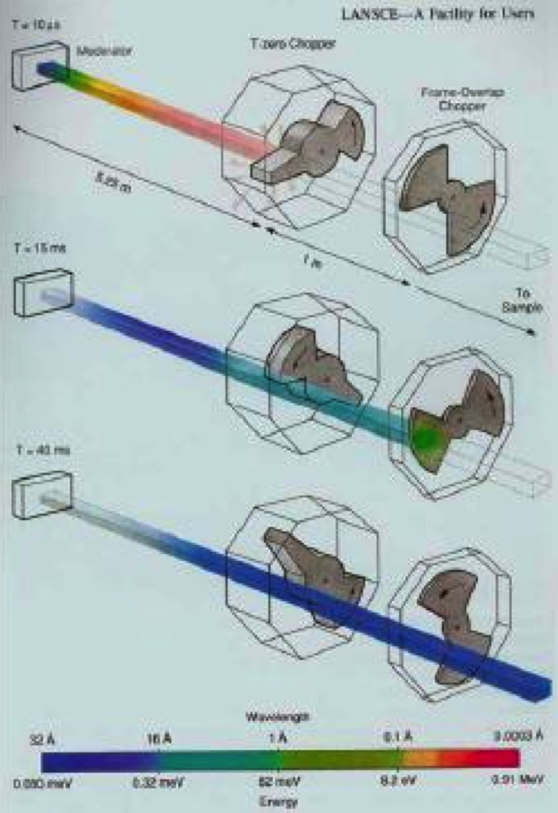 LANSCE—A Facility for Users
T = 10 µs
Moderator
T-zero Chopper
Frame-Overlap
Chopper
1 m
To
Sample
T = 15 ms
T = 40 ms
Wavelength
32 Å 16 Å 1 Å 0.1 Å 0.0003 Å
0.080 meV 0.32 meV 82 meV 8.2 eV 0.91 MeV
Energy